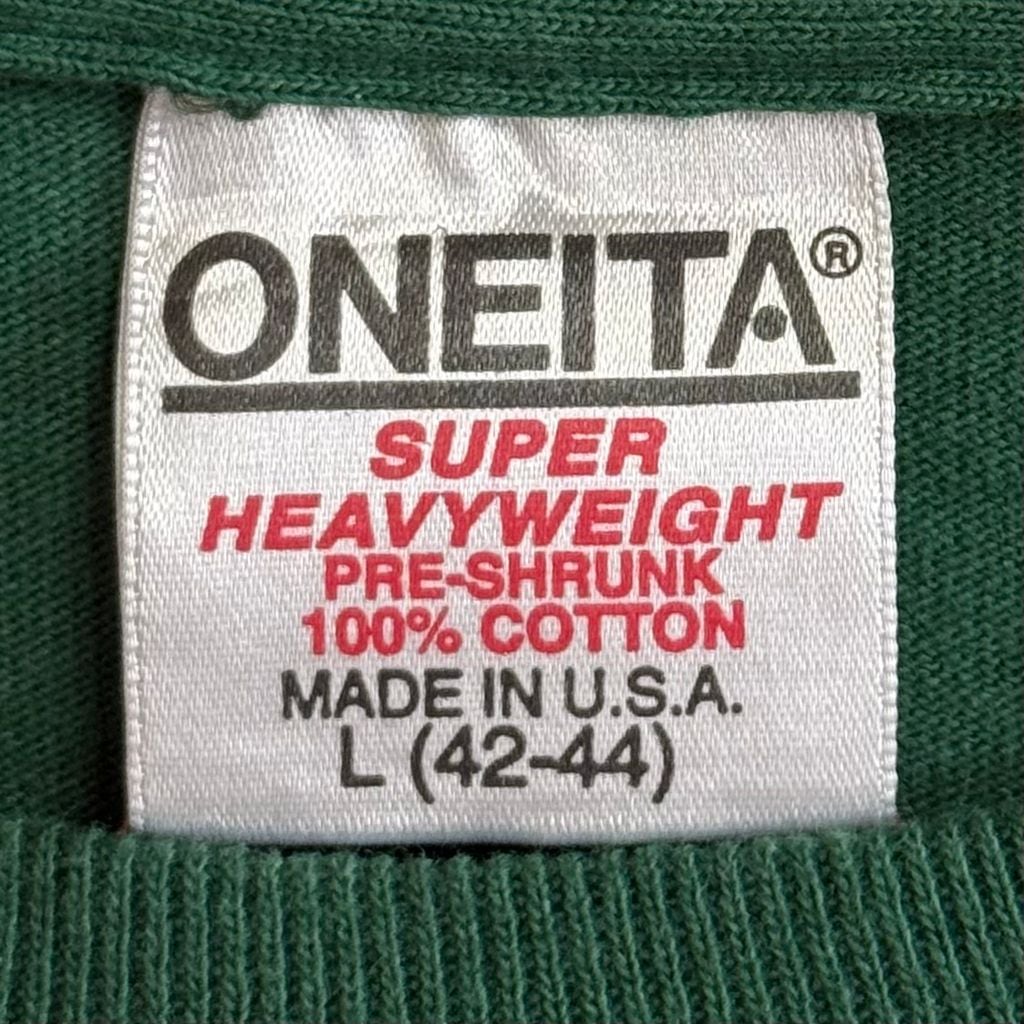 ONEITA®
SUPER
HEAVYWEIGHT
PRE-SHRUNK
100% COTTON
MADE IN U.S.A.
L (42-44)